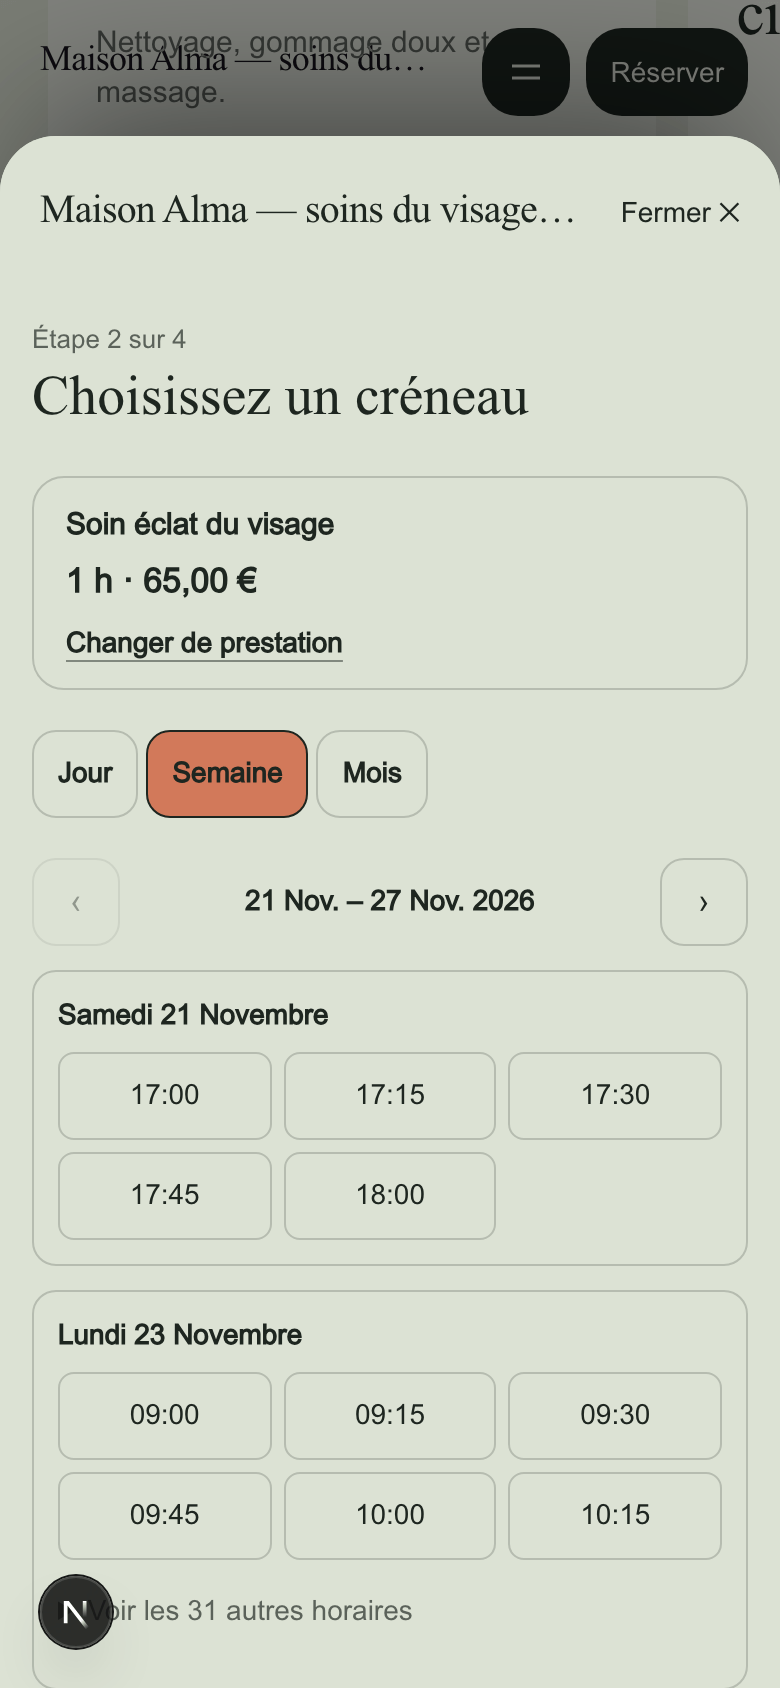 Nettoyage, gommage doux et
massage.
Maison Alma — soins du…
Réserver
Maison Alma — soins du visage…
Fermer
Étape 2 sur 4
Choisissez un créneau
Soin éclat du visage
1 h · 65,00 €
Changer de prestation
Jour
Semaine
Mois
‹
21 Nov. – 27 Nov. 2026
›
Samedi 21 Novembre
17:00
17:15
17:30
17:45
18:00
Lundi 23 Novembre
09:00
09:15
09:30
09:45
10:00
10:15
N
Voir les 31 autres horaires